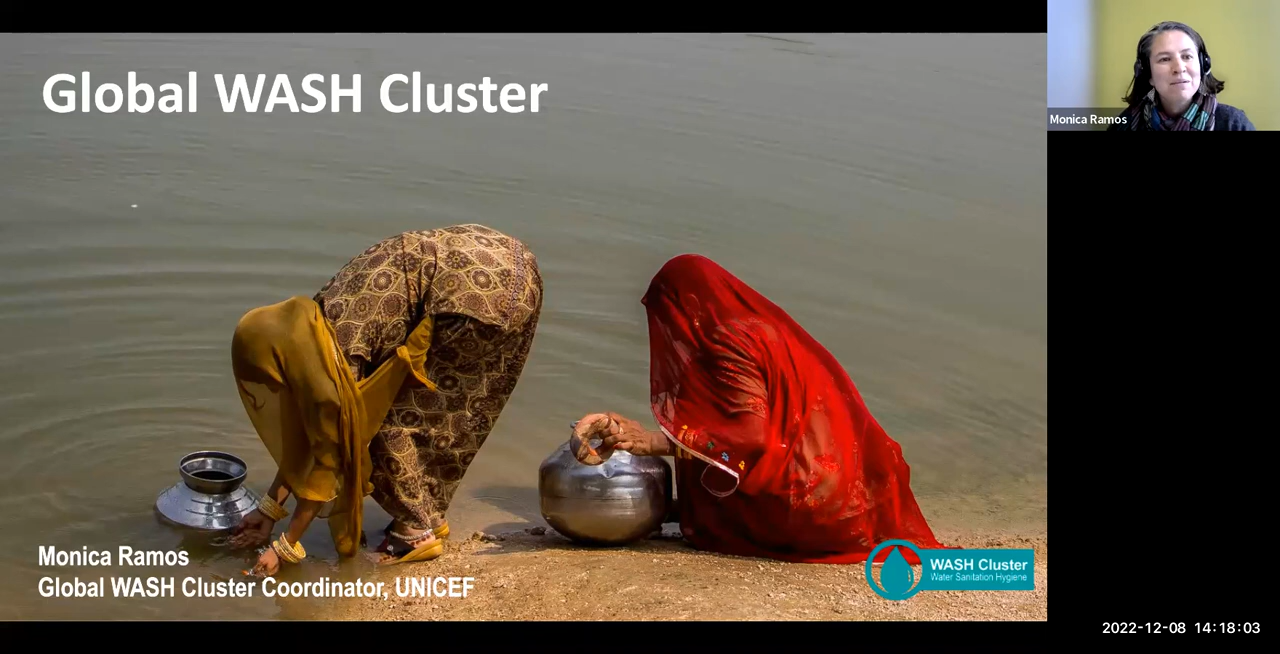 Global WASH Cluster
Monica Ramos
Monica Ramos
Global WASH Cluster Coordinator, UNICEF
WASH Cluster
Water Sanitation Hygiene
2022-12-08 14:18:03